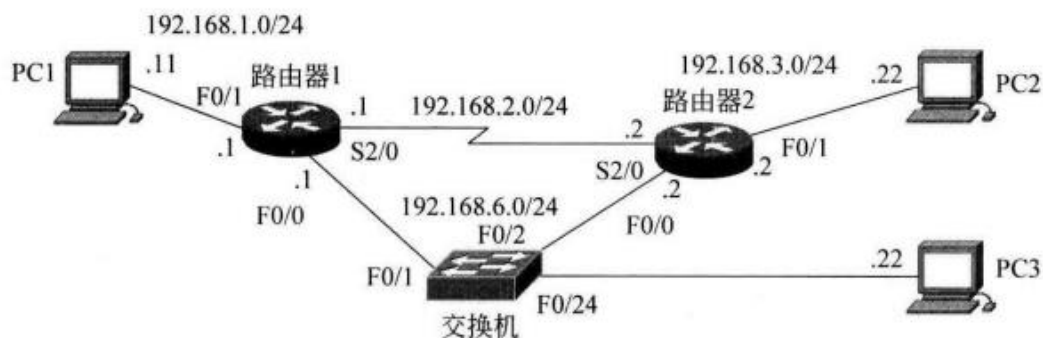 192.168.1.0/24
PC1
.11
F0/1
路由器1
.1
192.168.2.0/24
192.168.3.0/24
.22
PC2
路由器2
.2
F0/1
.1
S2/0
S2/0
.2
.2
.1
F0/0
192.168.6.0/24
F0/0
F0/2
F0/1
.22
PC3
F0/24
交换机